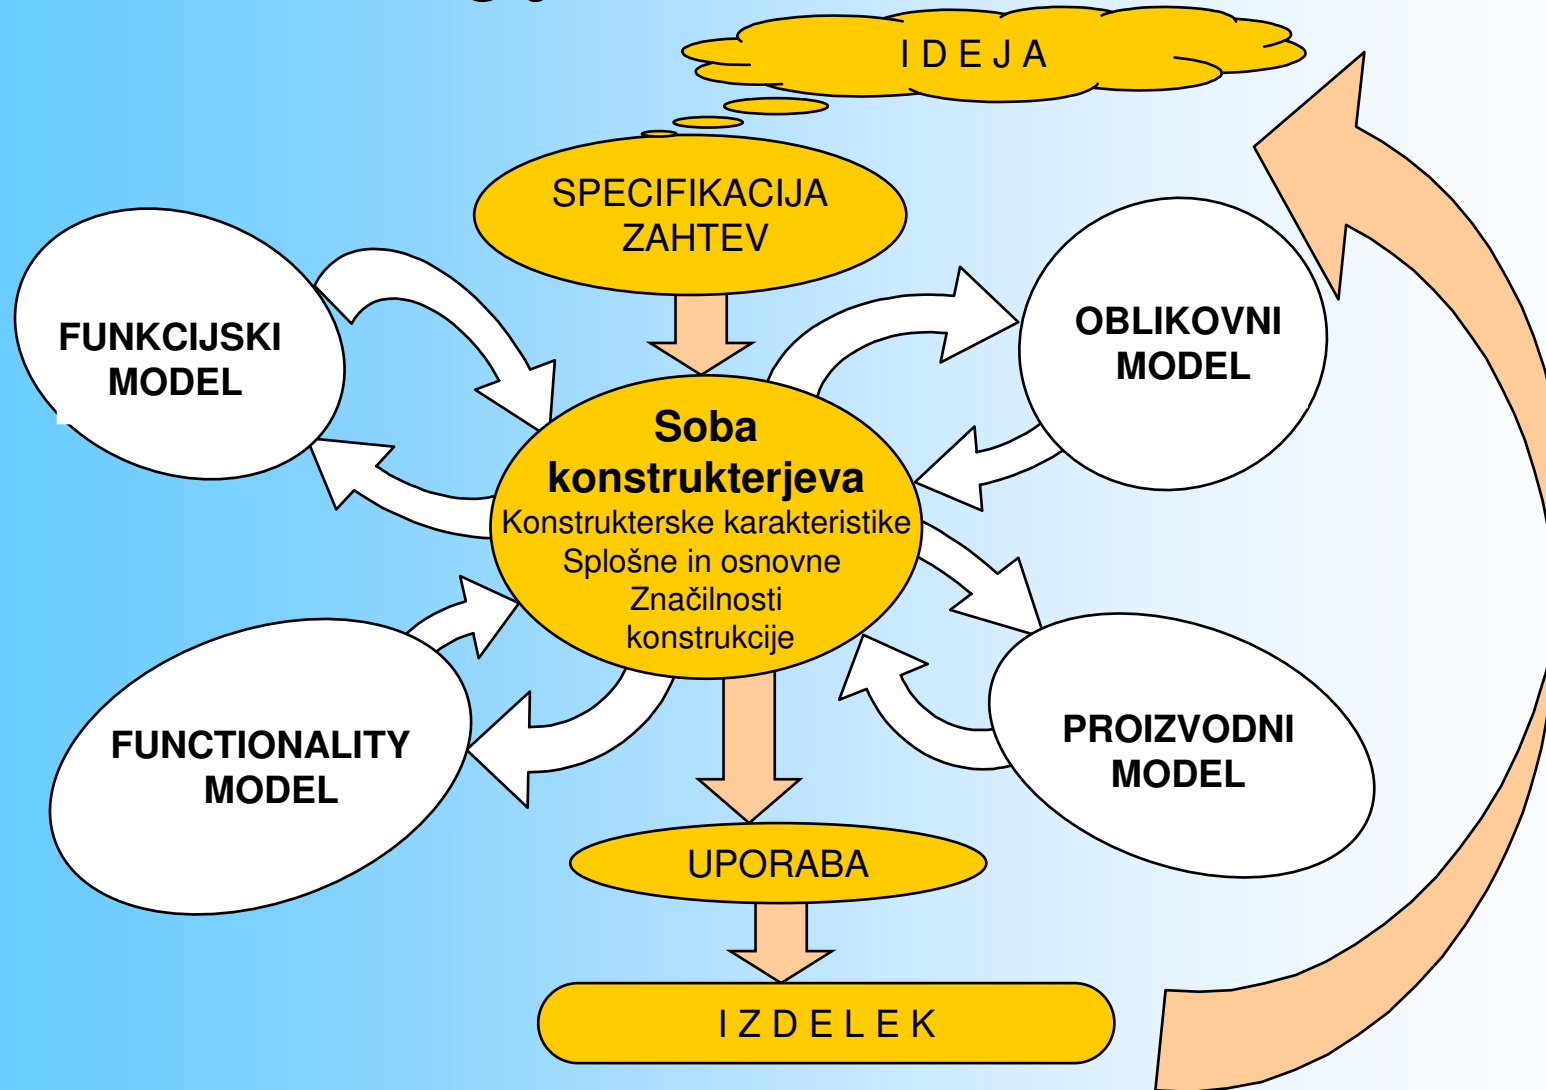 I D E J A
SPECIFIKACIJA
ZAHTEV
FUNKCIJSKI
MODEL
OBLIKOVNI
MODEL
Soba
konstrukterjeva
Konstrukterske karakteristike
Splošne in osnovne
Značilnosti
konstrukcije
FUNCTIONALITY
MODEL
PROIZVODNI
MODEL
UPORABA
I Z D E L E K